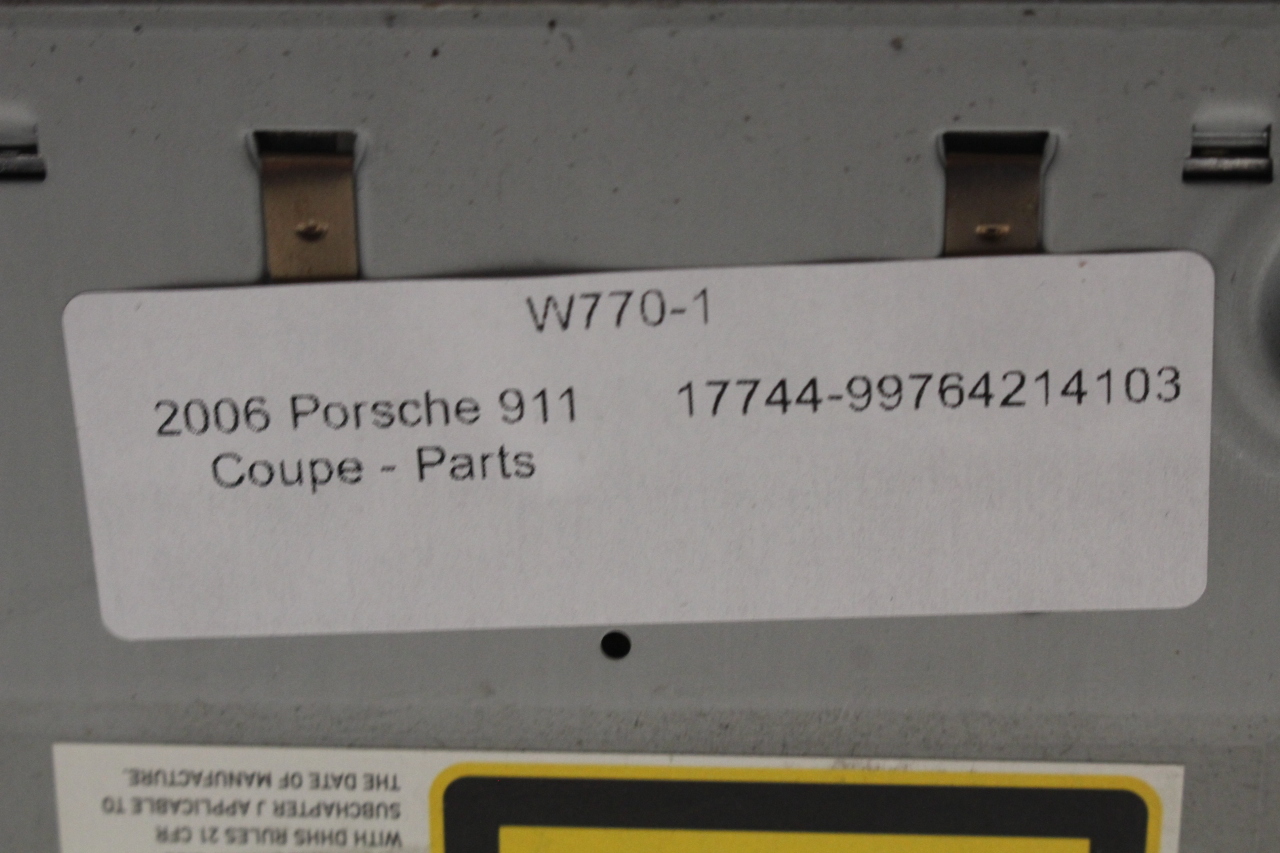 W770-1
2006 Porsche 911 17744-99764214103
Coupe - Parts
WITH DHHS RULES 21 CFR
SUBCHAPTER J APPLICABLE TO
THE DATE OF MANUFACTURE.